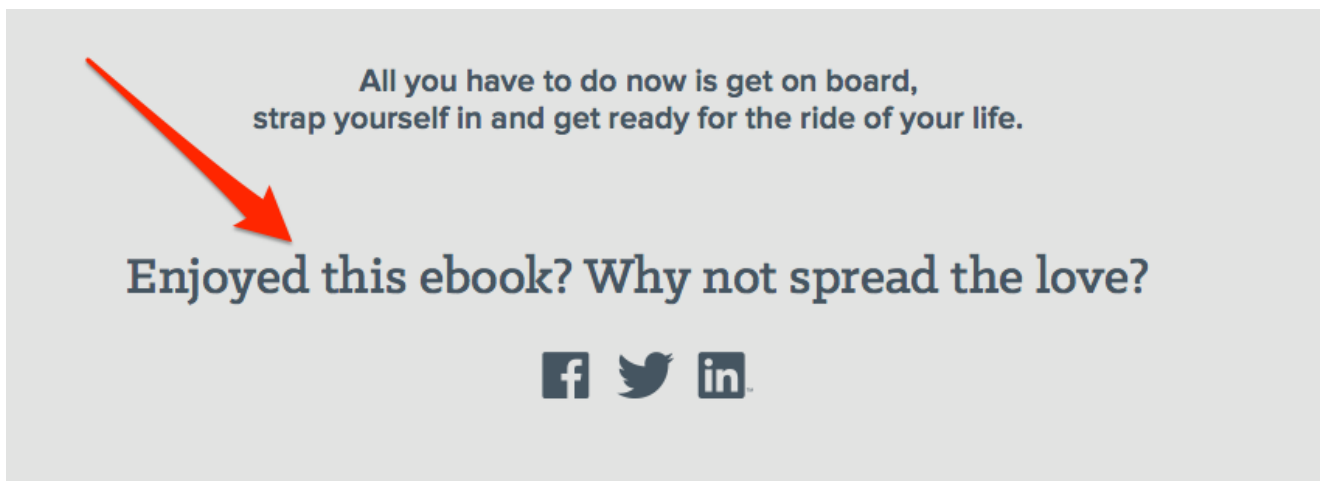 All you have to do now is get on board,
strap yourself in and get ready for the ride of your life.
Enjoyed this ebook? Why not spread the love?
f in